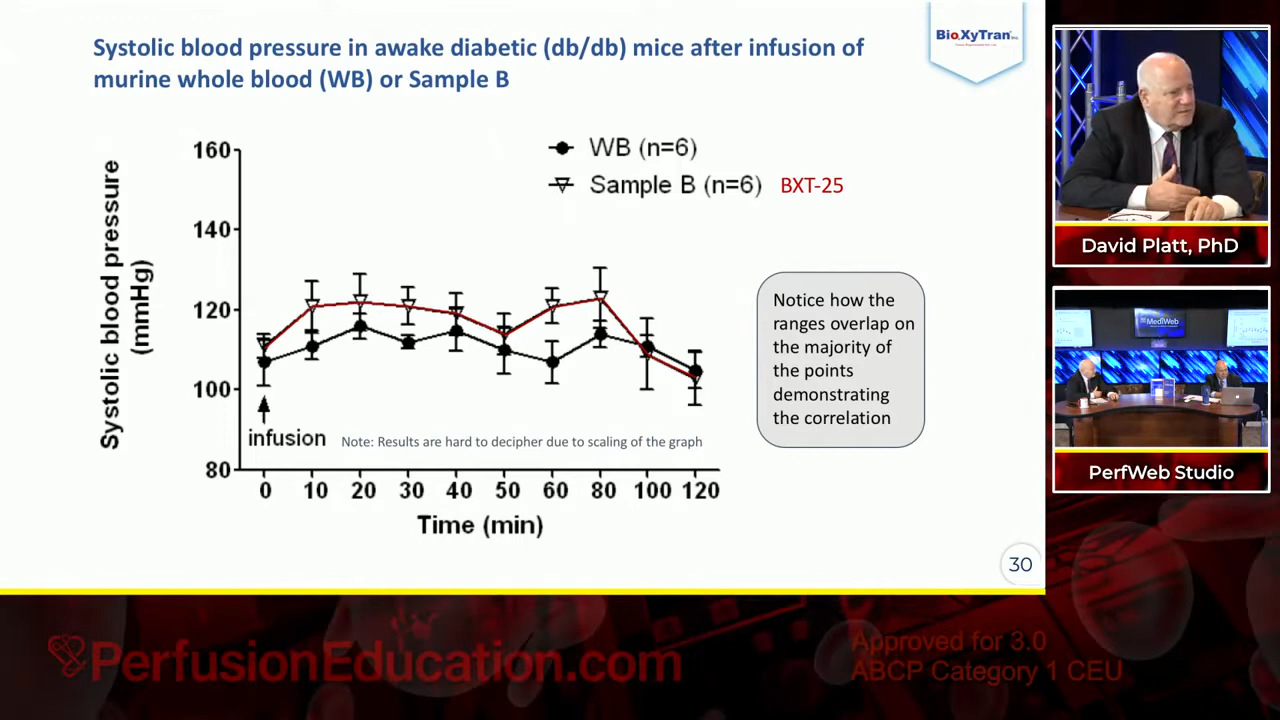 Systolic blood pressure in awake diabetic (db/db) mice after infusion of
murine whole blood (WB) or Sample B
BioXyTran
Systolic blood pressure
(mmHg)
160
140
120
100
80
WB (n=6)
Sample B (n=6) BXT-25
Notice how the
ranges overlap on
the majority of
the points
demonstrating
the correlation
infusion
Note: Results are hard to decipher due to scaling of the graph
0 10 20 30 40 50 60 80 100 120
Time (min)
30
David Platt, PhD
MediWeb
PerfWeb Studio
PerfusionEducation.com
Approved for 3.0
ABCP Category 1 CEU